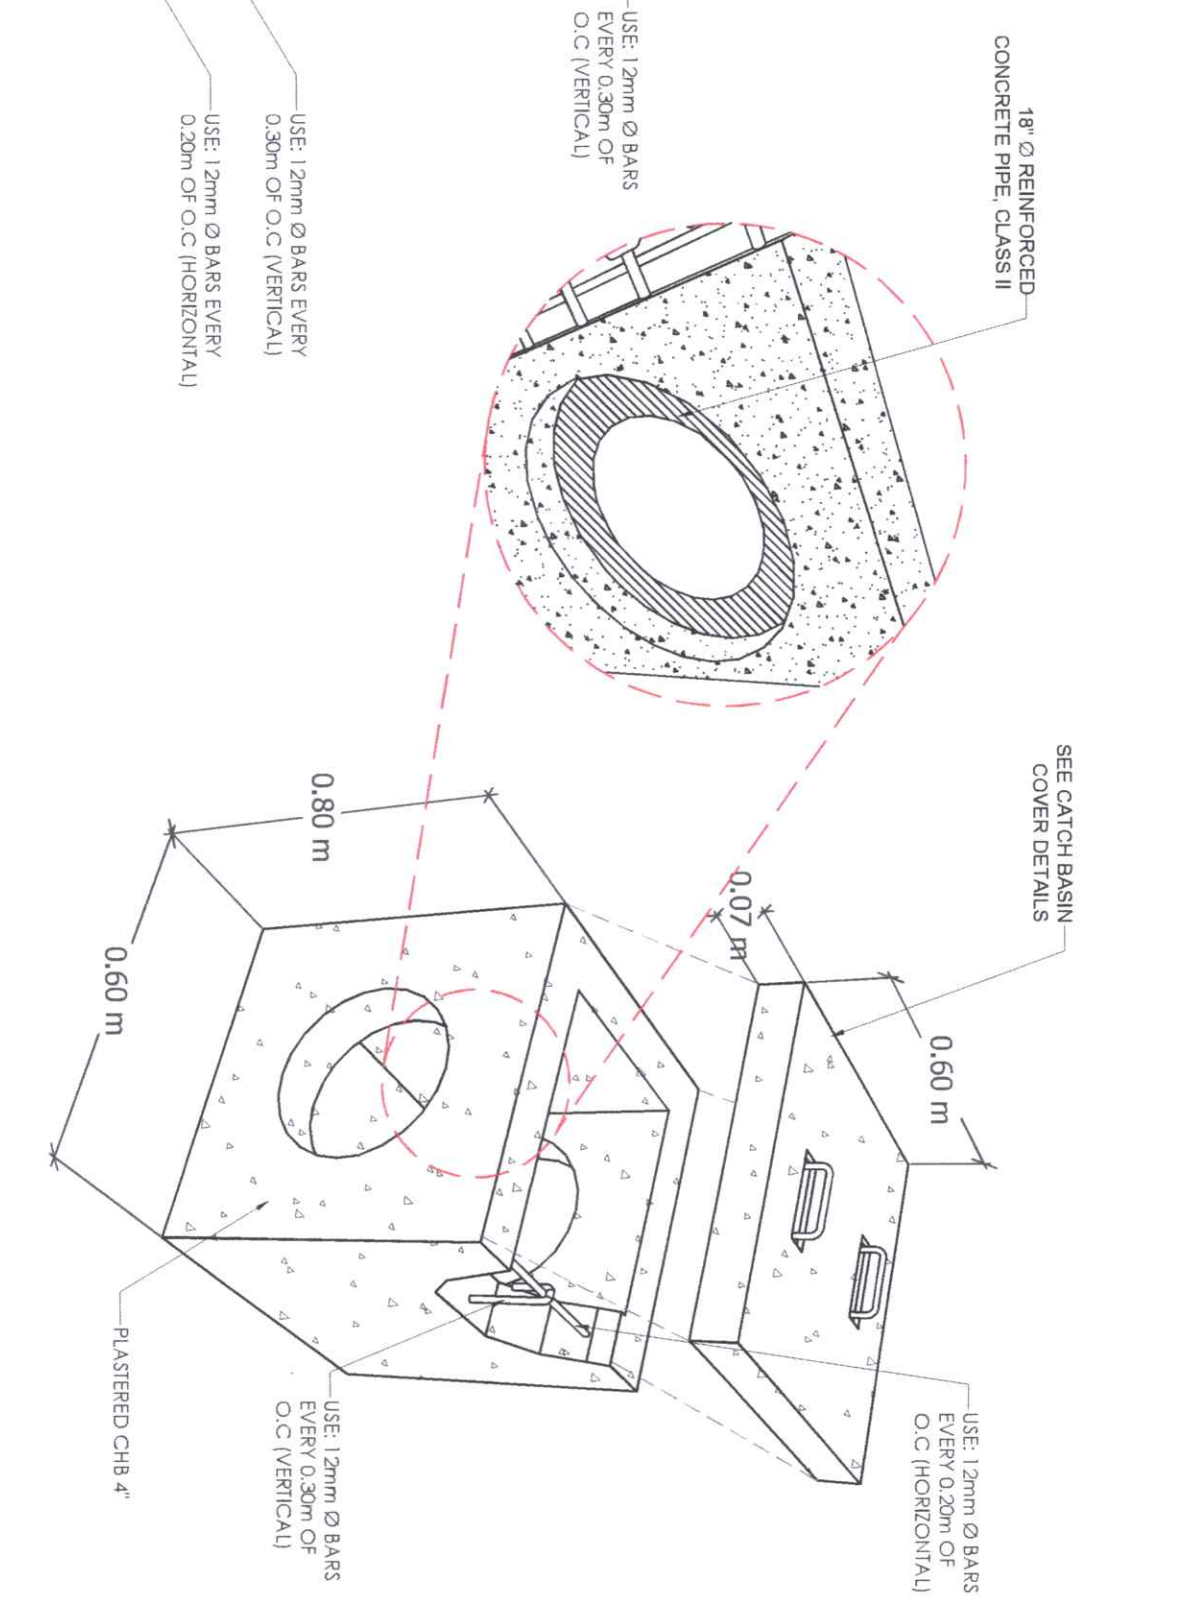 18" Ø REINFORCED
CONCRETE PIPE, CLASS II
SEE CATCH BASIN
COVER DETAILS
USE: 12mm Ø BARS
EVERY 0.20m OF
O.C (HORIZONTAL)
0.60 m
0.07 m
USE: 12mm Ø BARS
EVERY 0.30m OF
O.C (VERTICAL)
0.80 m
USE: 12mm Ø BARS
EVERY 0.30m OF
O.C (VERTICAL)
USE: 12mm Ø BARS EVERY
0.30m OF O.C (VERTICAL)
USE: 12mm Ø BARS EVERY
0.20m OF O.C (HORIZONTAL)
0.60 m
PLASTERED CHB 4"